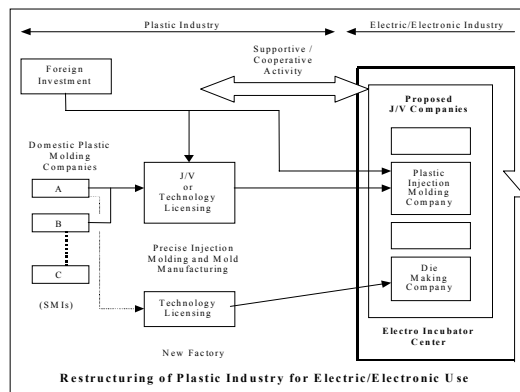 Plastic Industry
Electric/Electronic Industry
Supportive /
Cooperative
Activity
Foreign
Investment
Proposed
J/V Companies
Domestic Plastic
Molding
Companies
A
B
C
(SMIs)
J/V
or
Technology
Licensing
Plastic
Injection
Molding
Company
Precise Injection
Molding and Mold
Manufacturing
Technology
Licensing
New Factory
Die
Making
Company
Electro Incubator
Center
Restructuring of Plastic Industry for Electric/Electronic Use